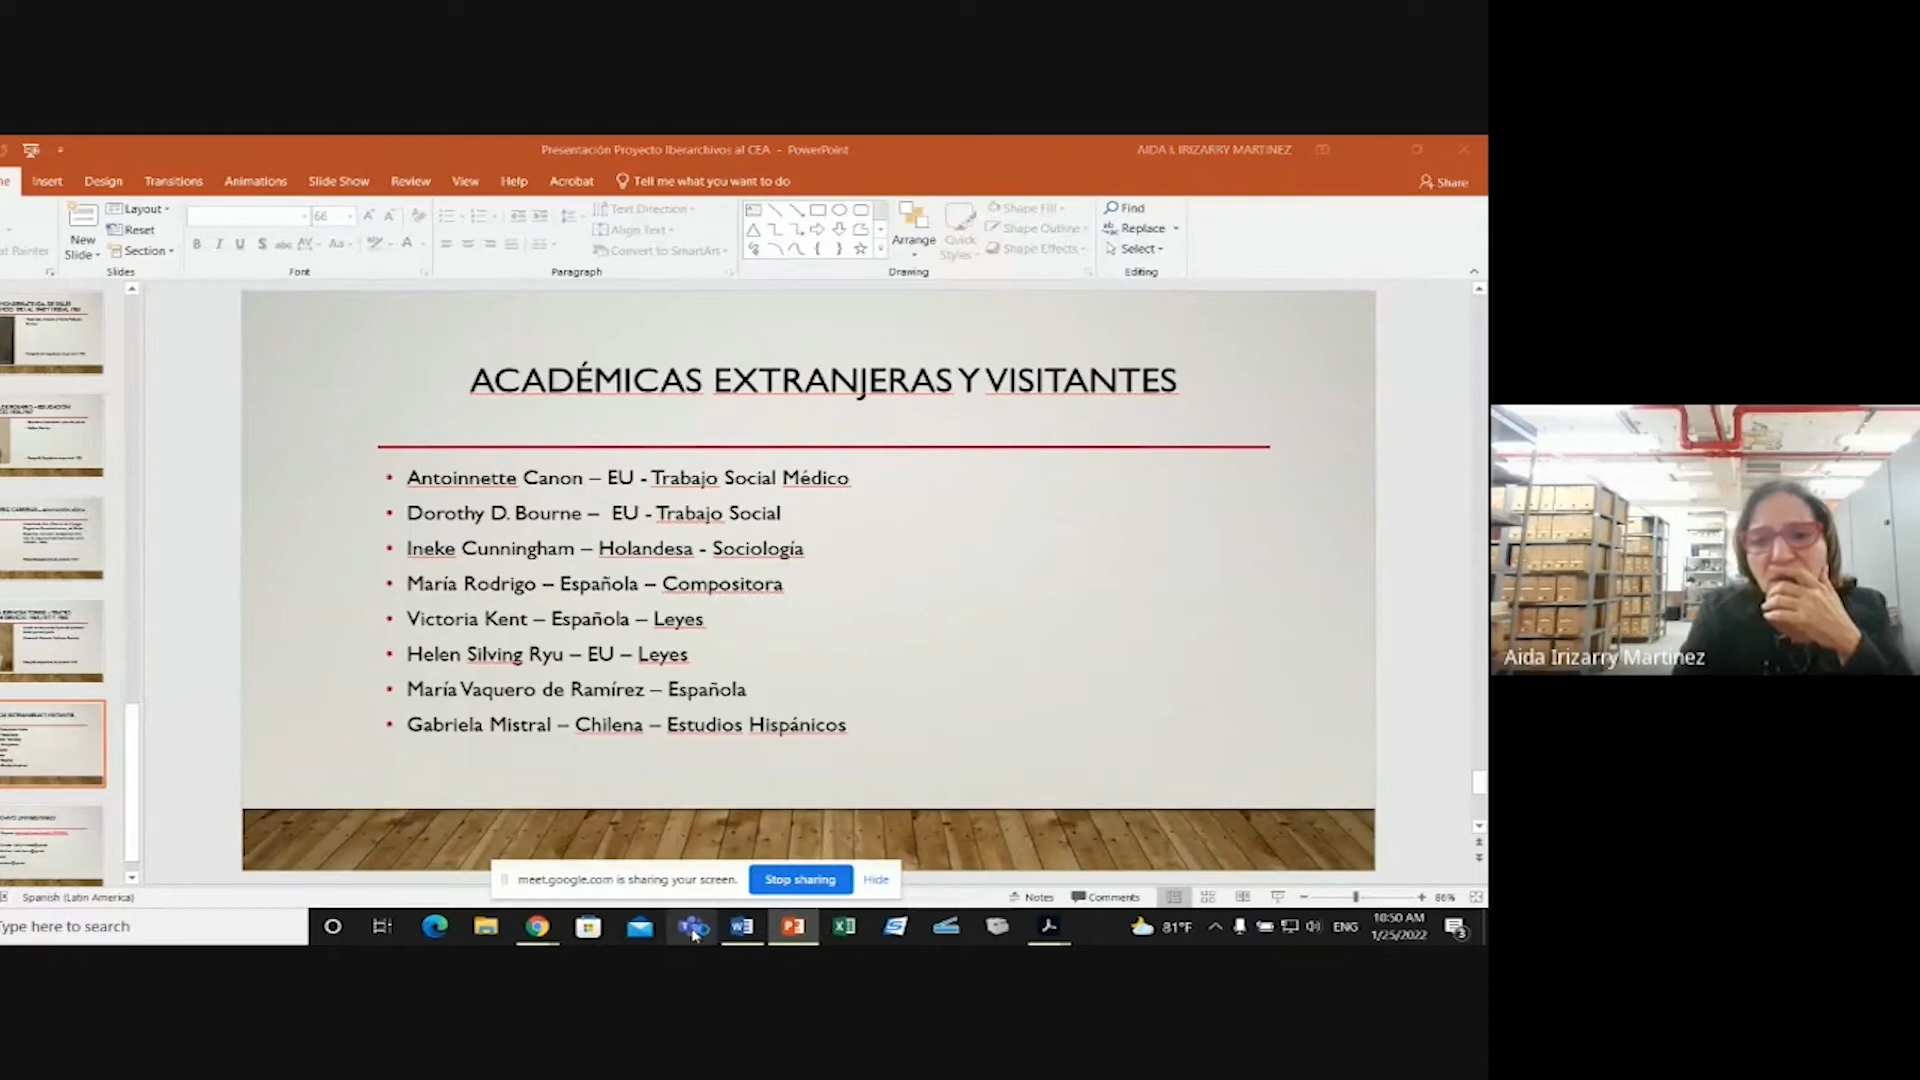 Presentación Proyecto Iberarchivos al CEA - PowerPoint
AIDA I. IRIZARRY MARTINEZ
Insert Design Transitions Animations Slide Show Review View Help Acrobat Tell me what you want to do
Share
Layout
Reset
Section
New
Slide
Slides
66
Font
Text Direction
Align Text
Convert to SmartArt
Paragraph
Arrange
Quick
Styles
Shape Fill
Shape Outline
Shape Effects
Drawing
Find
Replace
Select
Editing
ACADÉMICAS EXTRANJERAS Y VISITANTES
• Antoinnette Canon – EU - Trabajo Social Médico
• Dorothy D. Bourne – EU - Trabajo Social
• Ineke Cunningham – Holandesa - Sociología
• María Rodrigo – Española – Compositora
• Victoria Kent – Española – Leyes
• Helen Silving Ryu – EU – Leyes
• María Vaquero de Ramírez – Española
• Gabriela Mistral – Chilena – Estudios Hispánicos
Aida Irizarry Martinez
meet.google.com is sharing your screen. Stop sharing Hide
Spanish (Latin America)
Notes Comments 86%
Type here to search
81°F ENG
10:50 AM
1/25/2022
3